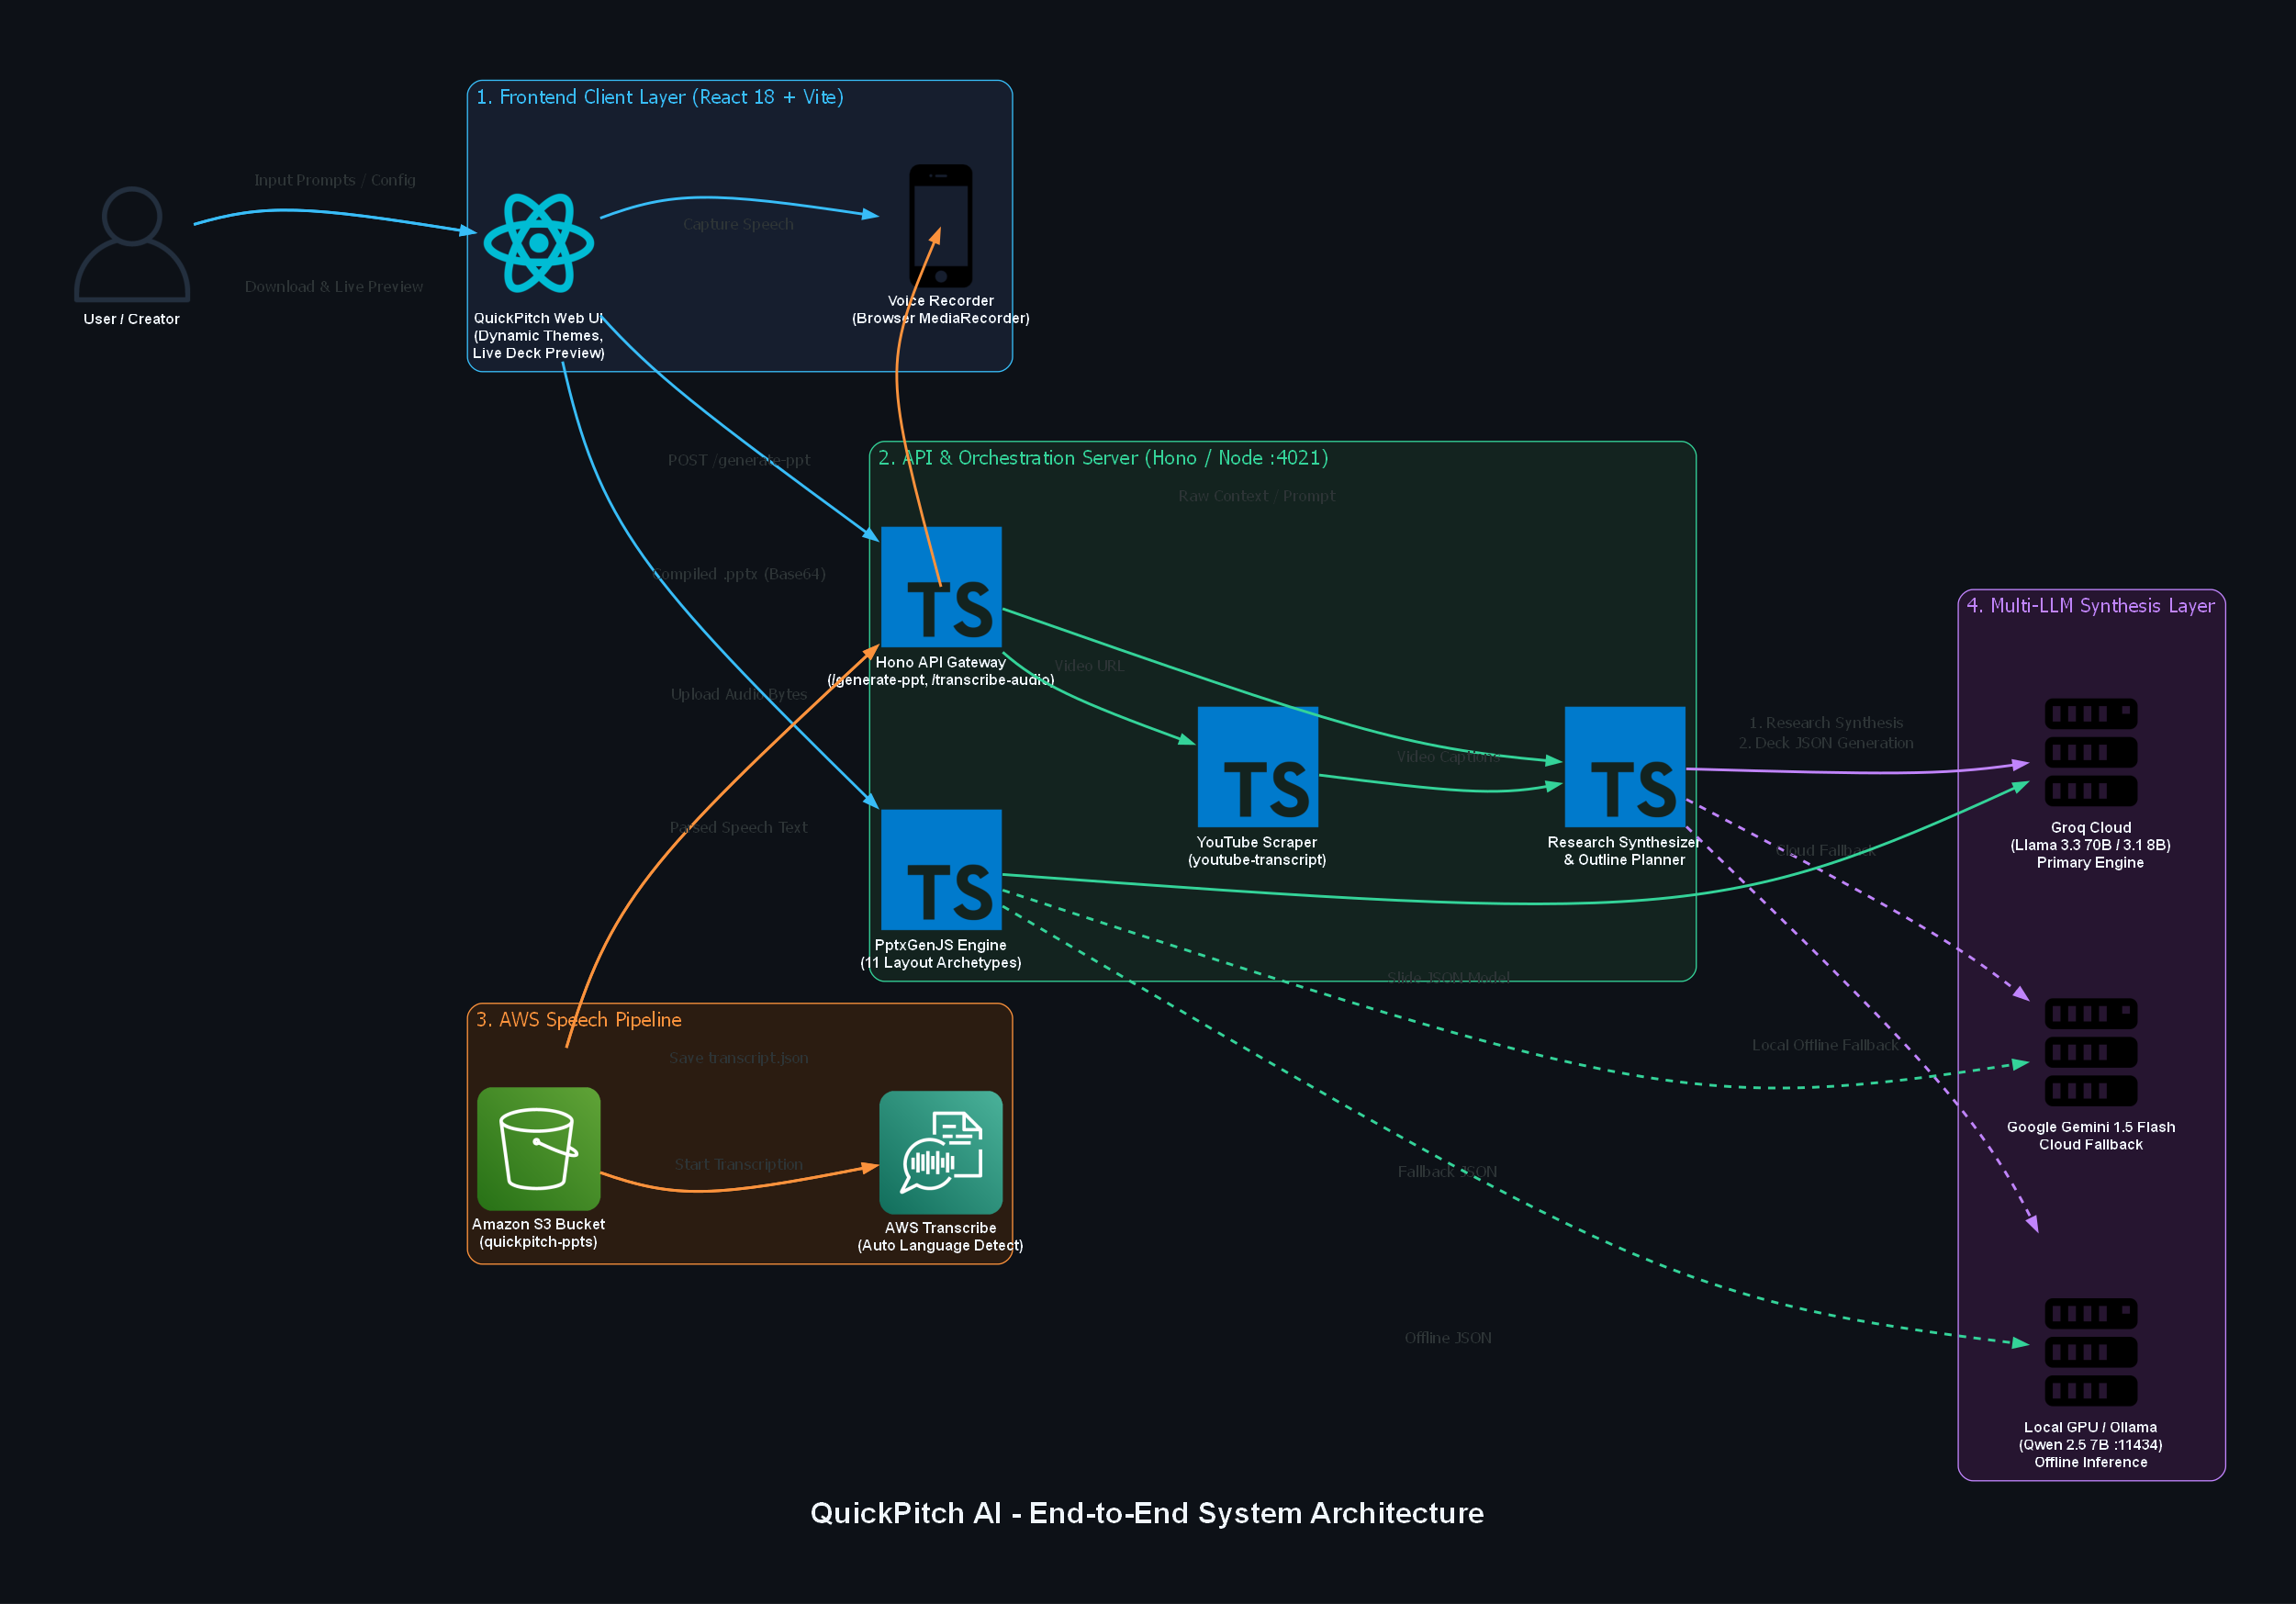 1. Frontend Client Layer (React 18 + Vite)
Input Prompts / Config
Capture Speech
Download & Live Preview
User / Creator
QuickPitch Web UI
(Dynamic Themes,
Live Deck Preview)
Voice Recorder
(Browser MediaRecorder)
POST /generate-ppt
2. API & Orchestration Server (Hono / Node :4021)
Raw Context / Prompt
Compiled .pptx (Base64)
TS
Hono API Gateway
(/generate-ppt, /transcribe-audio)
Video URL
Upload Audio Bytes
TS
YouTube Scraper
(youtube-transcript)
Video Captions
TS
Research Synthesizer
& Outline Planner
Parsed Speech Text
TS
PptxGenJS Engine
(11 Layout Archetypes)
Slide JSON Model
Fallback JSON
Offline JSON
1. Research Synthesis
2. Deck JSON Generation
Cloud Fallback
Local Offline Fallback
4. Multi-LLM Synthesis Layer
Groq Cloud
(Llama 3.3 70B / 3.1 8B)
Primary Engine
Google Gemini 1.5 Flash
Cloud Fallback
Local GPU / Ollama
(Qwen 2.5 7B :11434)
Offline Inference
3. AWS Speech Pipeline
Save transcript.json
Start Transcription
Amazon S3 Bucket
(quickpitch-ppts)
AWS Transcribe
(Auto Language Detect)
QuickPitch AI - End-to-End System Architecture